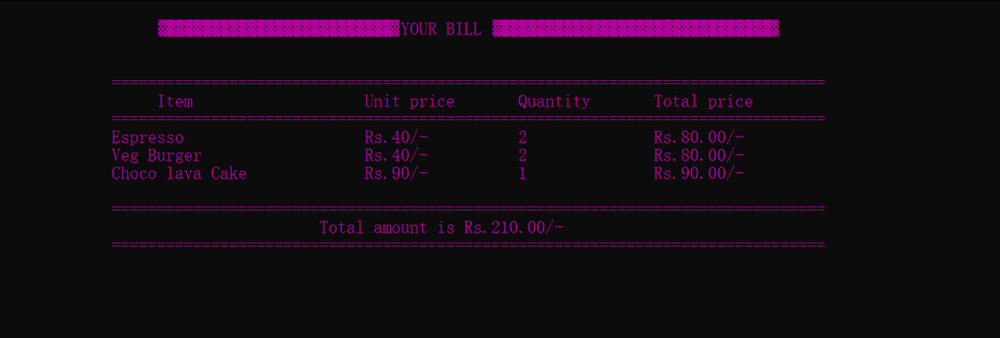 YOUR BILL
================================================================================
Item Unit price Quantity Total price
================================================================================
Espresso Rs.40/- 2 Rs.80.00/-
Veg Burger Rs.40/- 2 Rs.80.00/-
Choco lava Cake Rs.90/- 1 Rs.90.00/-
================================================================================
Total amount is Rs.210.00/-
================================================================================